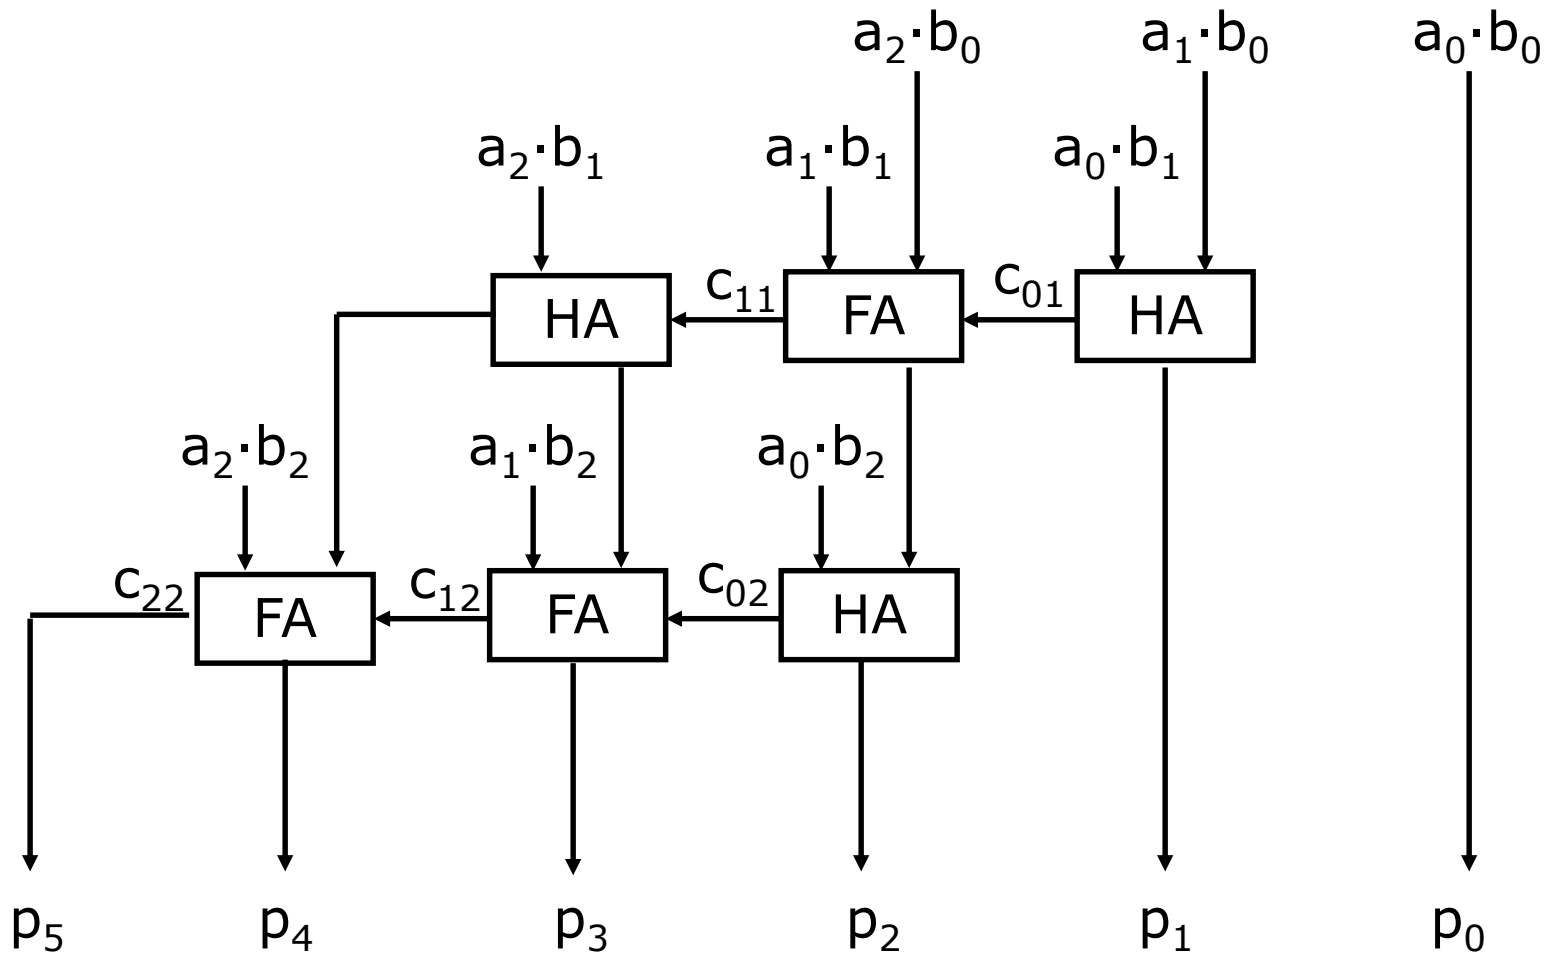 a₂·b₀ a₁·b₀ a₀·b₀
a₂·b₁ a₁·b₁ a₀·b₁
HA c₁₁ FA c₀₁ HA
a₂·b₂ a₁·b₂ a₀·b₂
c₂₂ FA c₁₂ FA c₀₂ HA
p₅ p₄ p₃ p₂ p₁ p₀